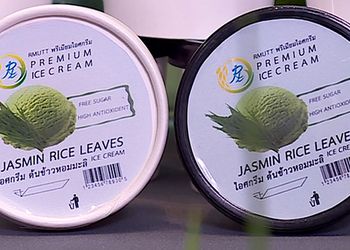 RMUTT พรีเมียมไอศกรีม
PREMIUM
ICE CREAM
FREE SUGAR
HIGH ANTIOXIDENT
JASMIN RICE LEAVES
ไอศกรีม ต้นข้าวหอมมะลิ ICE CREAM
RMUTT พรีเมียมไอศกรีม
PREMIUM
ICECREAM
FREE SUGAR
HIGH ANTIOXIDENT
JASMIN RICE LEAVES
ไอศกรีม ต้นข้าวหอมมะลิ ICE CREAM